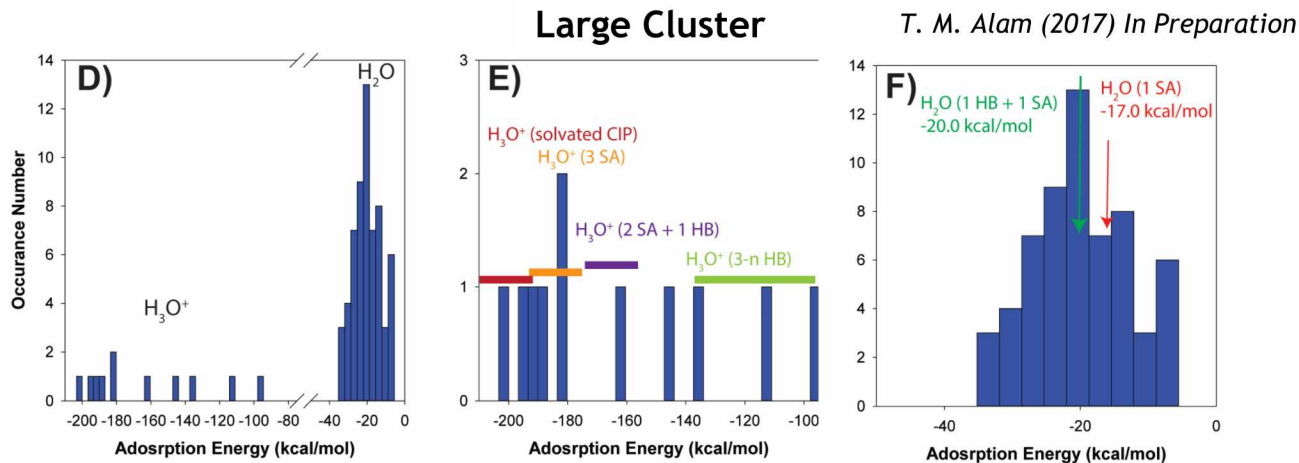 Large Cluster
T. M. Alam (2017) In Preparation
D)
H₂O
H₃O⁺
14
12
10
8
6
4
2
0
-200 -180 -160 -140 -120 -100 -80 -40 -20 0
Occurance Number
Adosrption Energy (kcal/mol)
E)
H₃O⁺ (solvated CIP)
H₃O⁺ (3 SA)
H₃O⁺ (2 SA + 1 HB)
H₃O⁺ (3-n HB)
3
2
1
0
-200 -180 -160 -140 -120 -100
Adosrption Energy (kcal/mol)
F)
H₂O (1 HB + 1 SA)
-20.0 kcal/mol
H₂O (1 SA)
-17.0 kcal/mol
14
12
10
8
6
4
2
0
-40 -20 0
Adosrption Energy (kcal/mol)